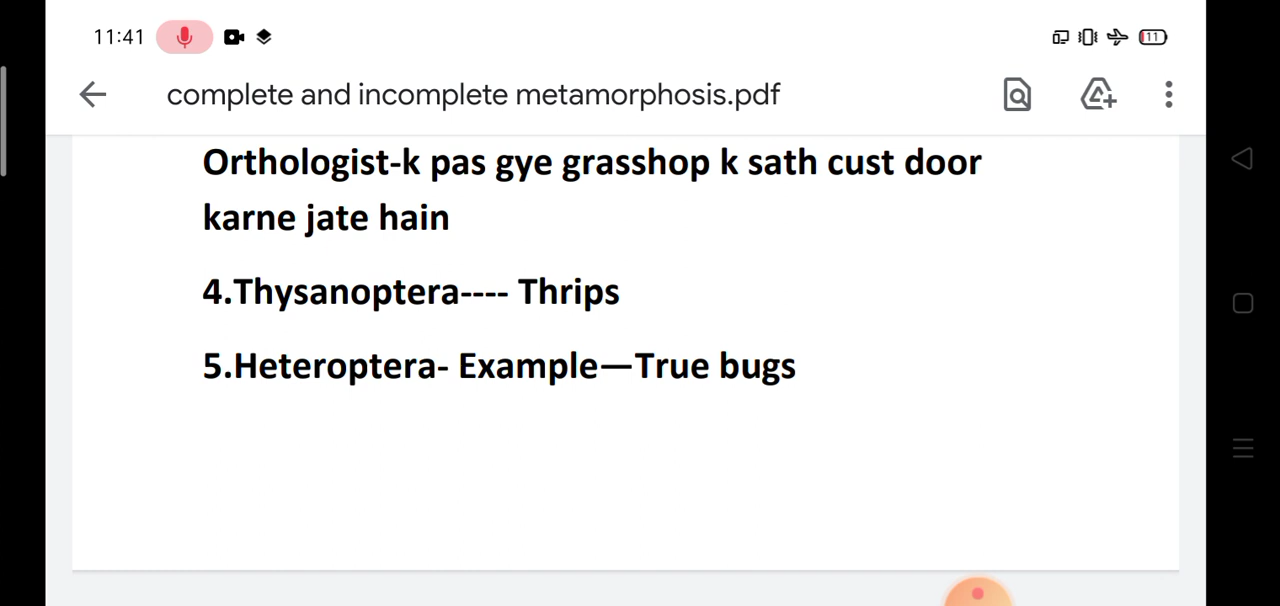 11:41
11
complete and incomplete metamorphosis.pdf
Orthologist-k pas gye grasshop k sath cust door
karne jate hain
4.Thysanoptera---- Thrips
5.Heteroptera- Example—True bugs